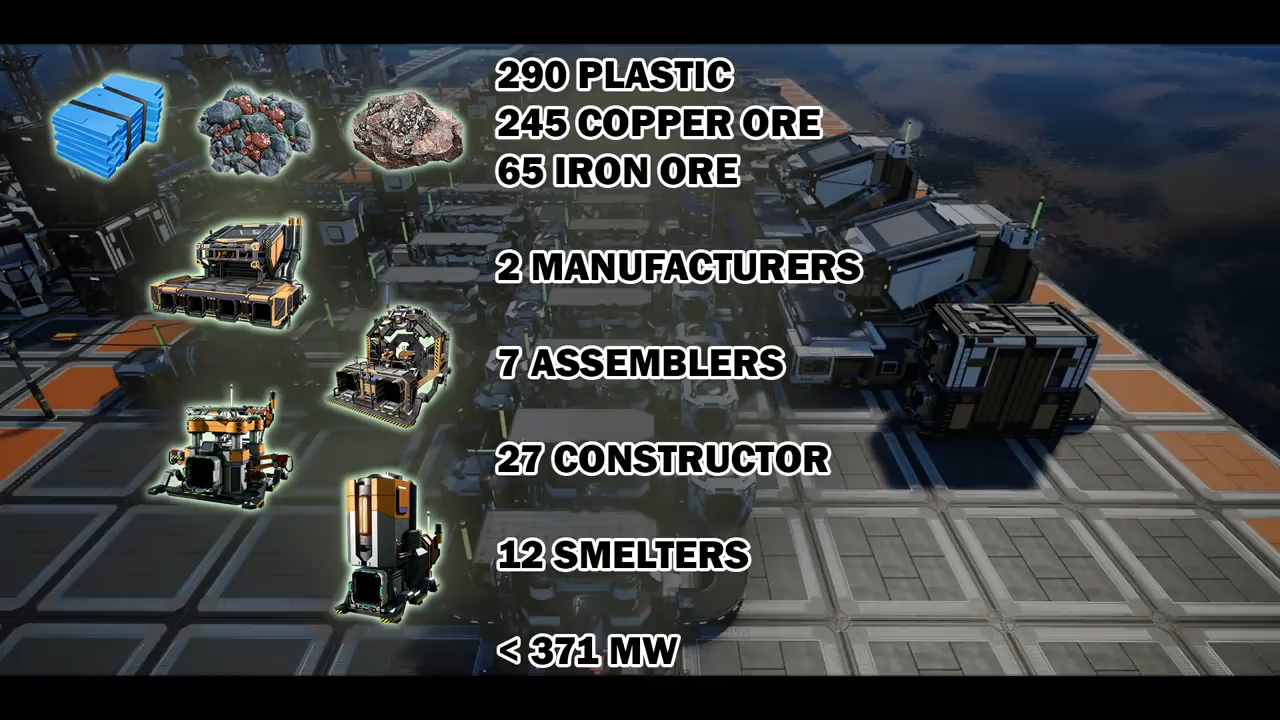 290 PLASTIC
245 COPPER ORE
65 IRON ORE
2 MANUFACTURERS
7 ASSEMBLERS
27 CONSTRUCTOR
12 SMELTERS
< 371 MW